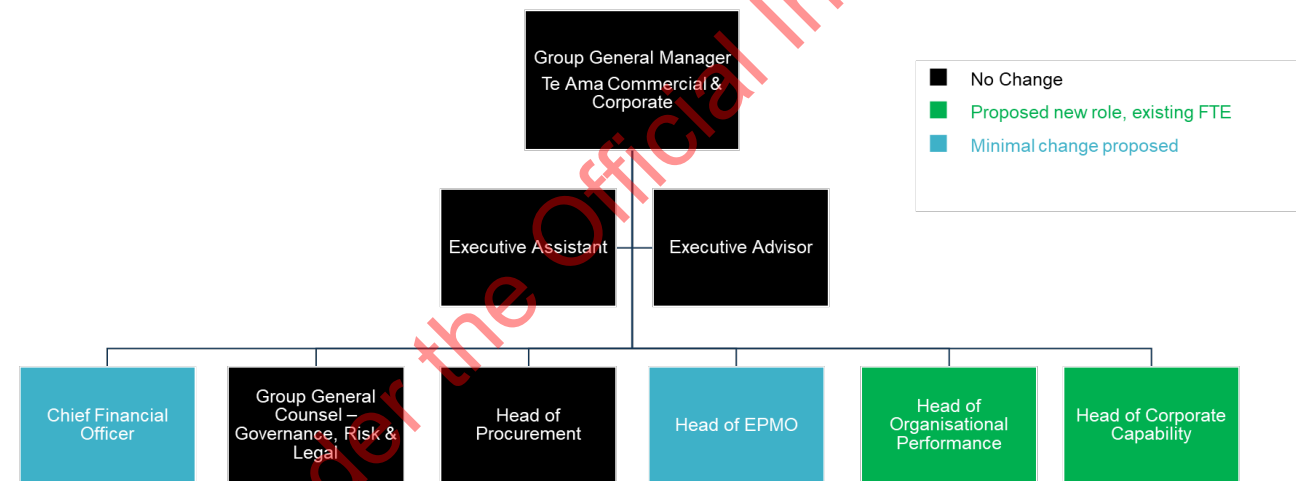 Group General Manager
Te Ama Commercial &
Corporate
No Change
Proposed new role, existing FTE
Minimal change proposed
Executive Assistant
Executive Advisor
Chief Financial
Officer
Group General
Counsel –
Governance, Risk &
Legal
Head of
Procurement
Head of EPMO
Head of
Organisational
Performance
Head of Corporate
Capability
the Official